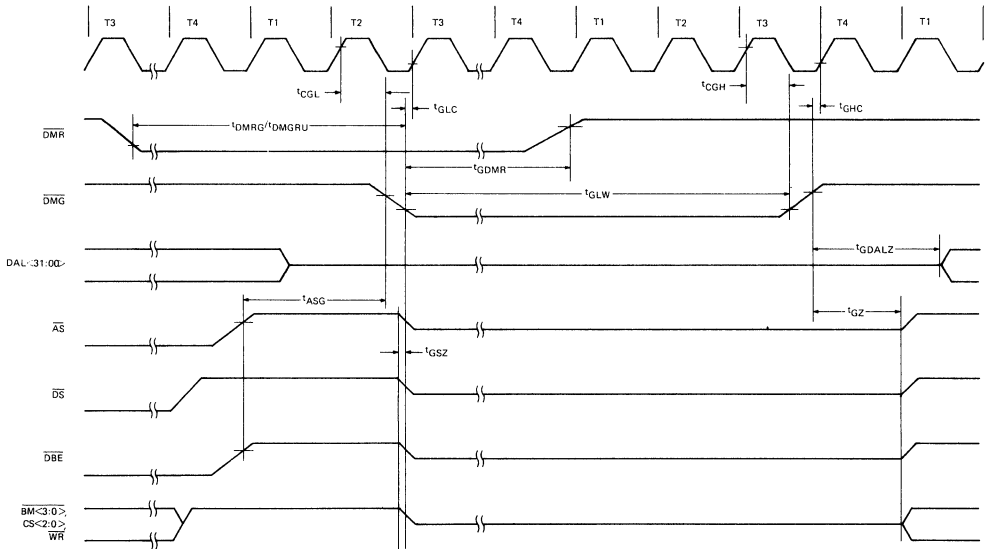 T3 T4 T1 T2 T3 T4 T1 T2 T3 T4 T1
tCGL
tGLC
tCGH
tGHC
DMR
tDMRG/tDMGRU
tGDMR
DMG
tGLW
DAL<31:00>
tGDALZ
AS
tASG
tGZ
tGSZ
DS
DBE
BM<3:0>,
CS<2:0>,
WR